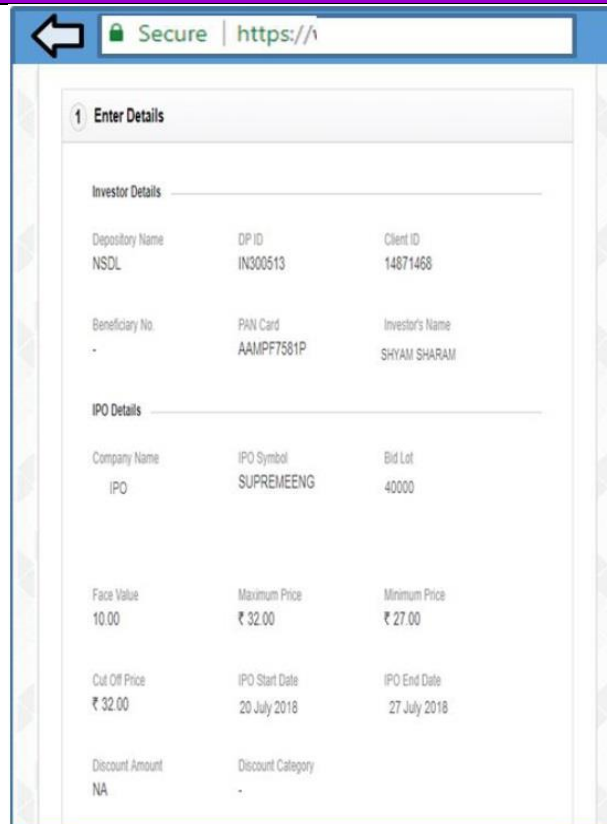 Secure | https://
1 Enter Details
Investor Details
Depository Name DP ID Client ID
NSDL IN300513 14871468
Beneficiary No. PAN Card Investor's Name
- AAMPF7581P SHYAM SHARAM
IPO Details
Company Name IPO Symbol Bid Lot
IPO SUPREMEENG 40000
Face Value Maximum Price Minimum Price
10.00 ₹ 32.00 ₹ 27.00
Cut Off Price IPO Start Date IPO End Date
₹ 32.00 20 July 2018 27 July 2018
Discount Amount Discount Category
NA -